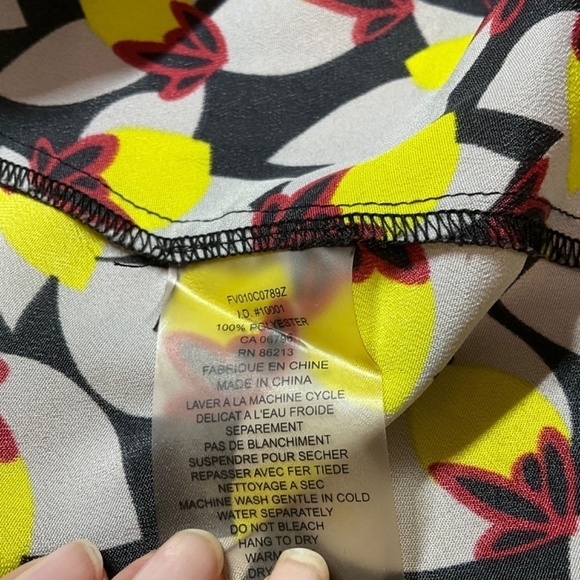 FV010C0789Z
I.D. #10001
100% POLYESTER
CA 06796
RN 86213
FABRIQUE EN CHINE
MADE IN CHINA
LAVER A LA MACHINE CYCLE
DELICAT A L'EAU FROIDE
SEPAREMENT
PAS DE BLANCHIMENT
SUSPENDRE POUR SECHER
REPASSER AVEC FER TIEDE
NETTOYAGE A SEC
MACHINE WASH GENTLE IN COLD
WATER SEPARATELY
DO NOT BLEACH
HANG TO DRY
WARM
DRY